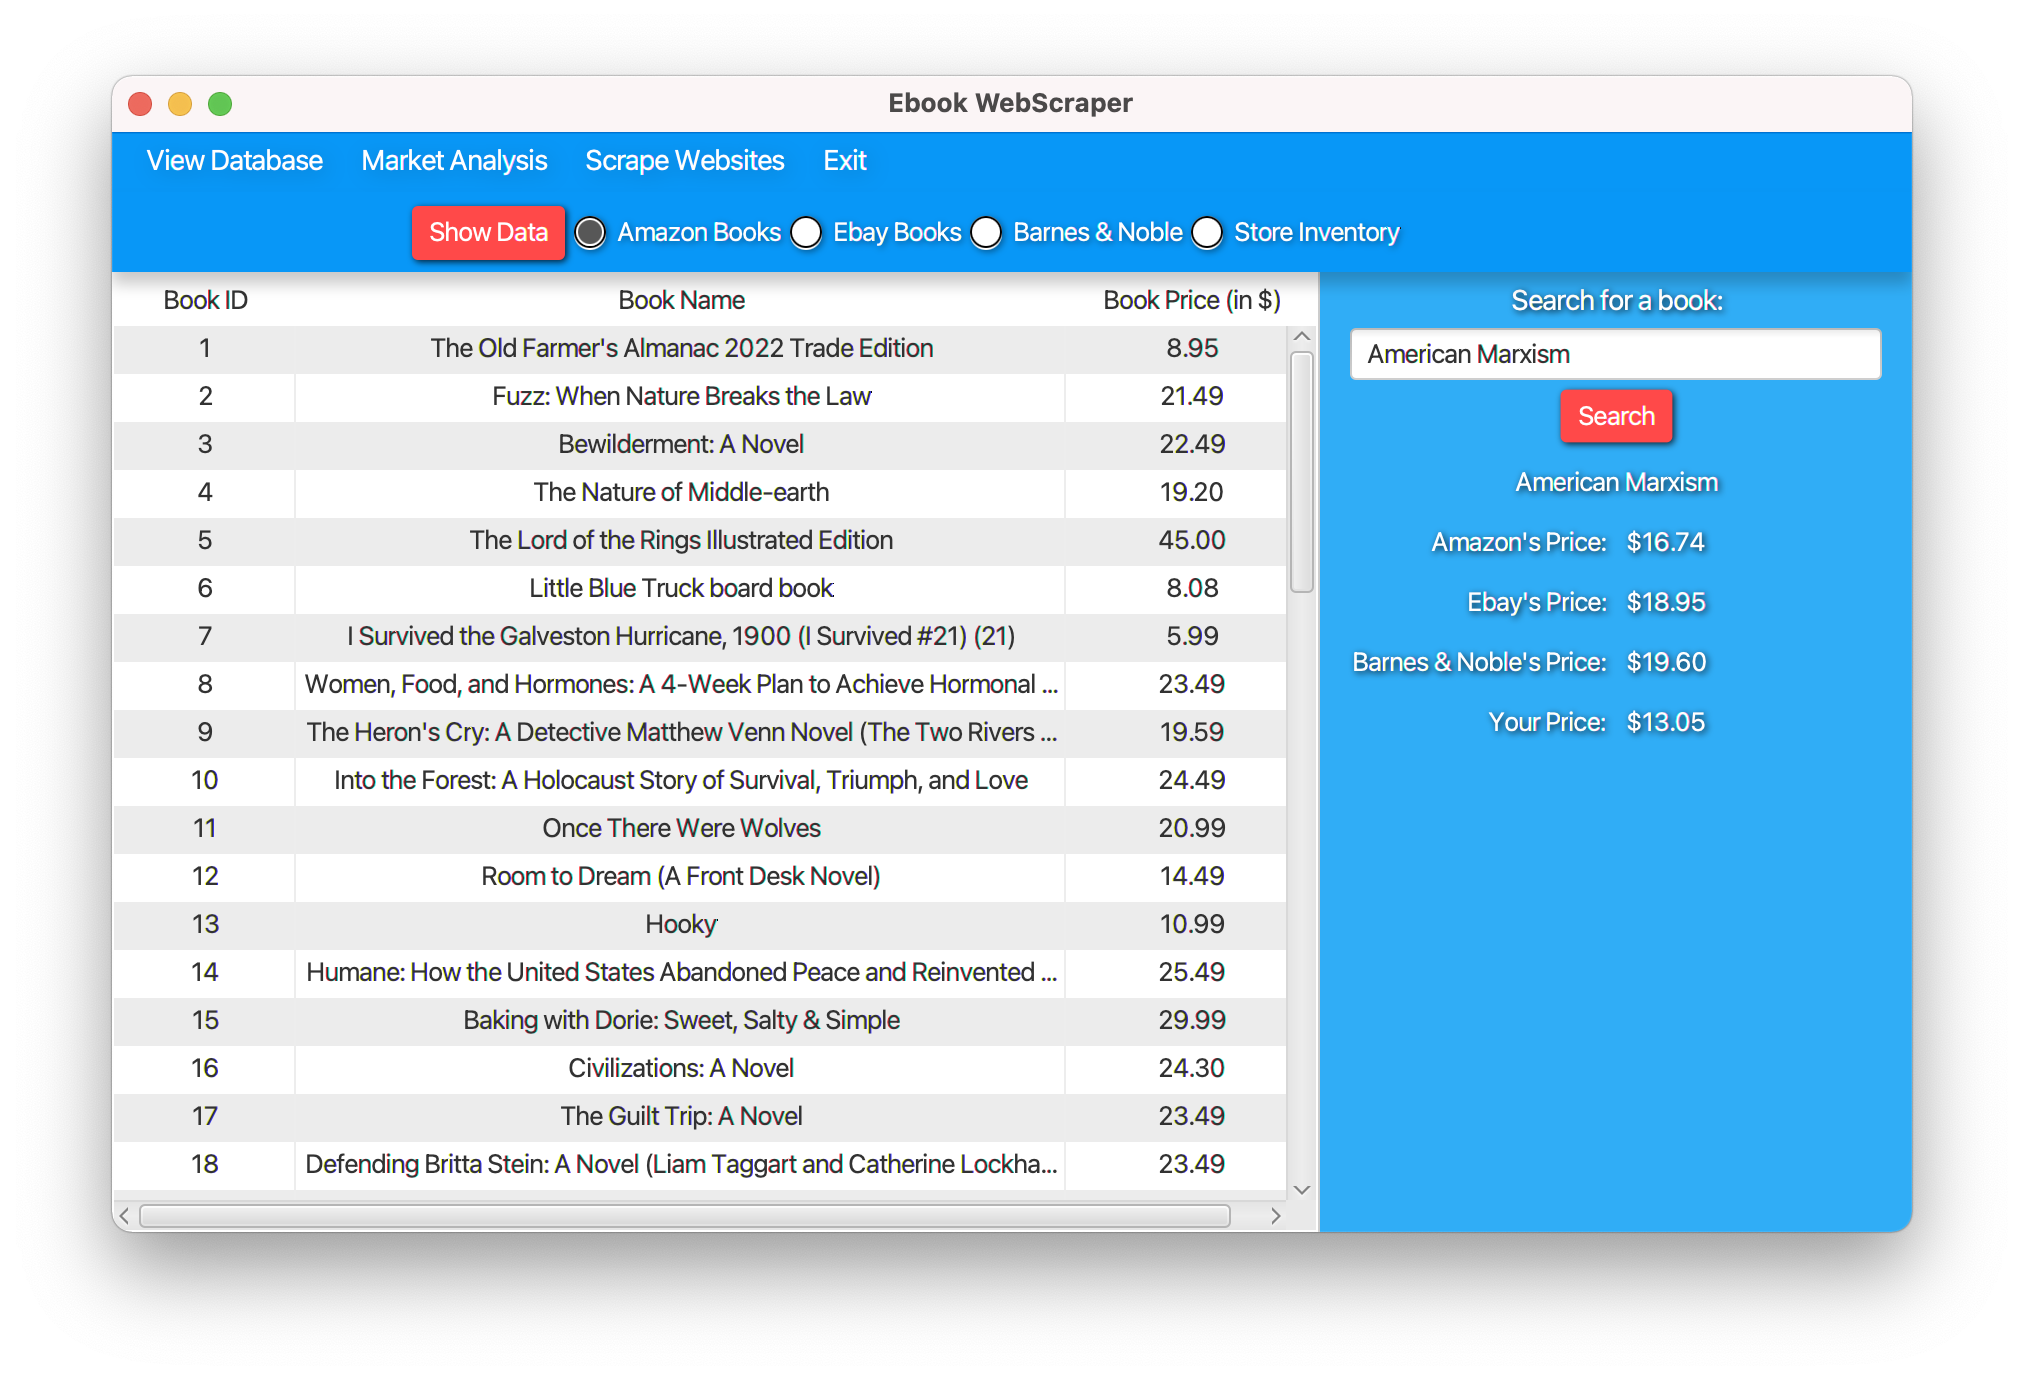 Ebook WebScraper
View Database Market Analysis Scrape Websites Exit
Show Data Amazon Books Ebay Books Barnes & Noble Store Inventory
Book ID Book Name Book Price (in $)
1 The Old Farmer's Almanac 2022 Trade Edition 8.95
2 Fuzz: When Nature Breaks the Law 21.49
3 Bewilderment: A Novel 22.49
4 The Nature of Middle-earth 19.20
5 The Lord of the Rings Illustrated Edition 45.00
6 Little Blue Truck board book 8.08
7 I Survived the Galveston Hurricane, 1900 (I Survived #21) (21) 5.99
8 Women, Food, and Hormones: A 4-Week Plan to Achieve Hormonal ... 23.49
9 The Heron's Cry: A Detective Matthew Venn Novel (The Two Rivers ... 19.59
10 Into the Forest: A Holocaust Story of Survival, Triumph, and Love 24.49
11 Once There Were Wolves 20.99
12 Room to Dream (A Front Desk Novel) 14.49
13 Hooky 10.99
14 Humane: How the United States Abandoned Peace and Reinvented ... 25.49
15 Baking with Dorie: Sweet, Salty & Simple 29.99
16 Civilizations: A Novel 24.30
17 The Guilt Trip: A Novel 23.49
18 Defending Britta Stein: A Novel (Liam Taggart and Catherine Lockha... 23.49
Search for a book:
American Marxism
Search
American Marxism
Amazon's Price: $16.74
Ebay's Price: $18.95
Barnes & Noble's Price: $19.60
Your Price: $13.05